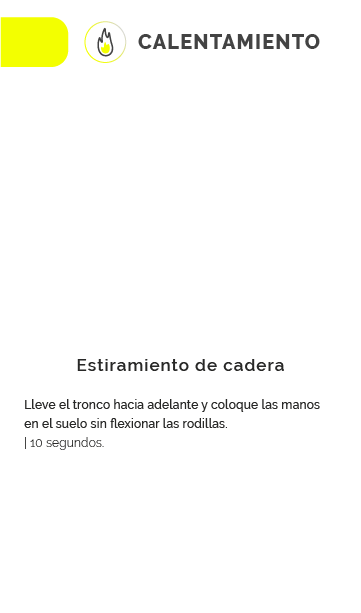 CALENTAMIENTO
Estiramiento de cadera
Lleve el tronco hacia adelante y coloque las manos
en el suelo sin flexionar las rodillas.
| 10 segundos.